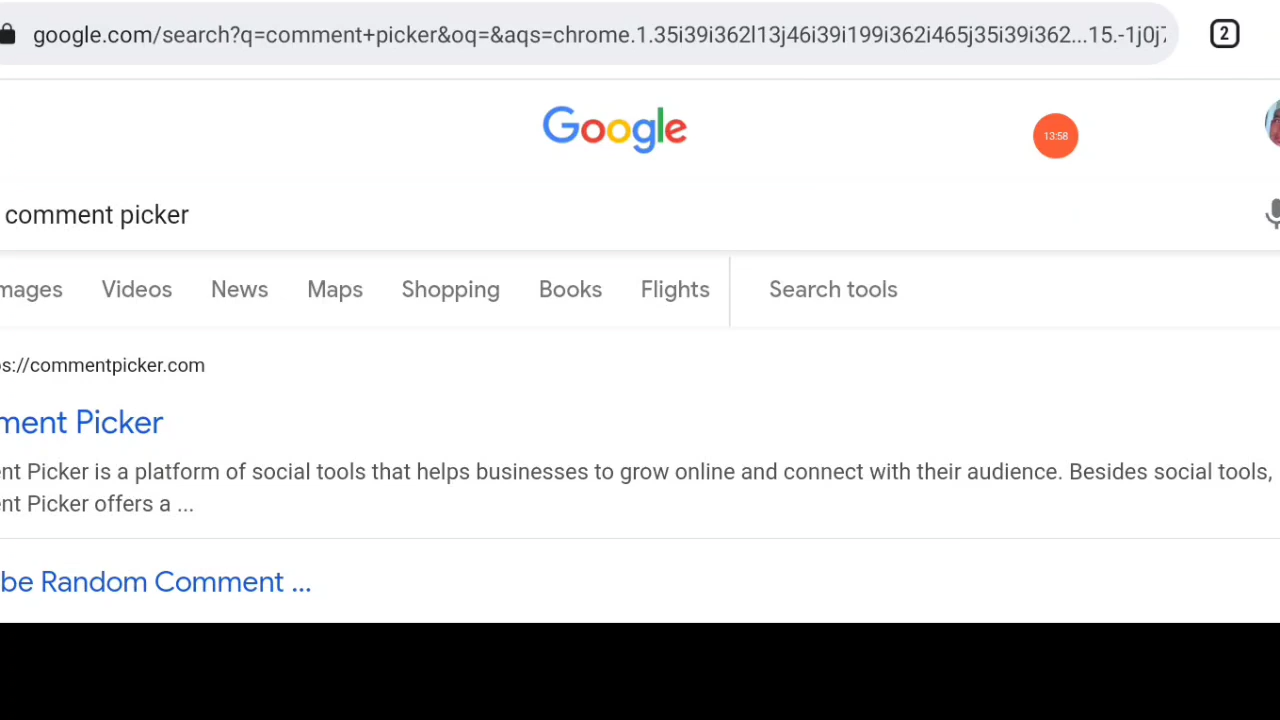 google.com/search?q=comment+picker&oq=&aqs=chrome.1.35i39i362l13j46i39i199i362i465j35i39i362...15.-1j0j7
2
Google
13:58
comment picker
mages Videos News Maps Shopping Books Flights Search tools
ps://commentpicker.com
ment Picker
ent Picker is a platform of social tools that helps businesses to grow online and connect with their audience. Besides social tools,
ent Picker offers a ...
be Random Comment ...